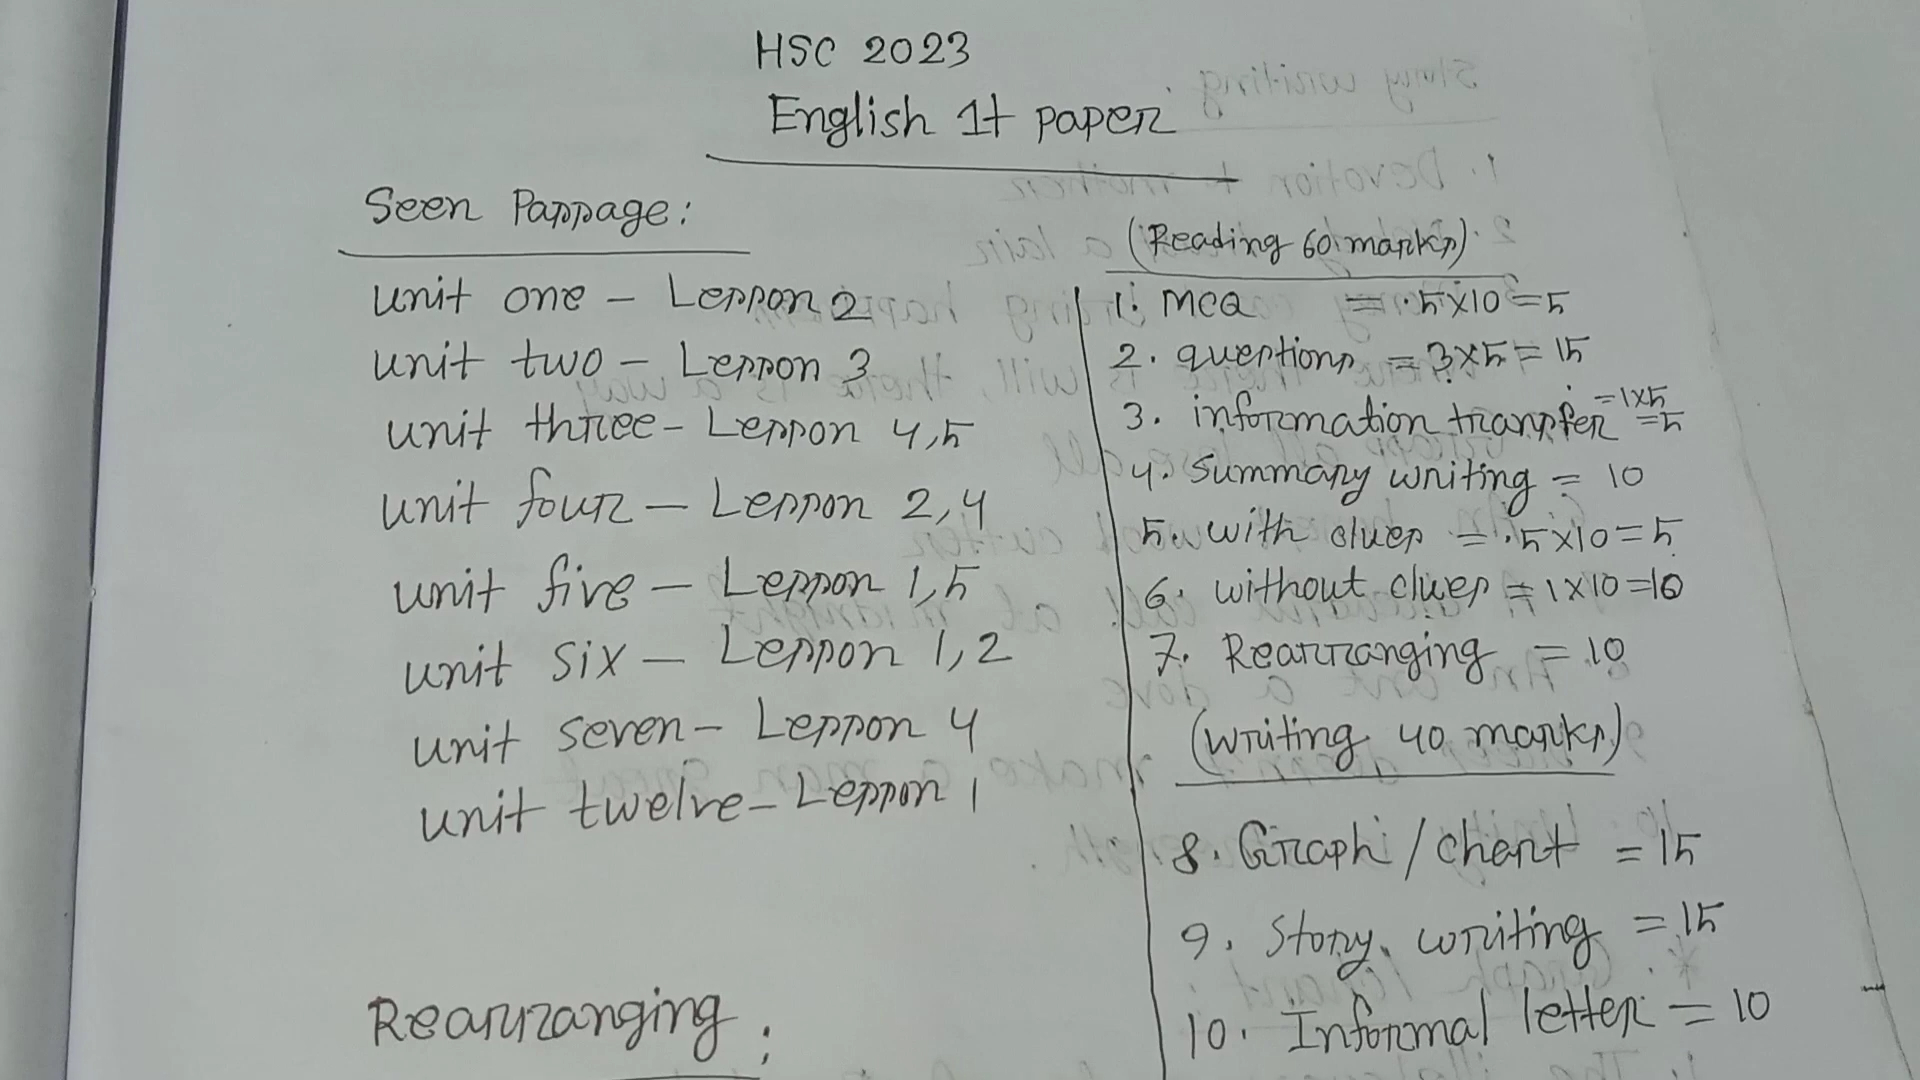 HSC 2023
English 1t paper
Seen Passage:
unit one – Lesson 2
unit two – Lesson 3
unit three – Lesson 4,5
unit four – Lesson 2,4
unit five – Lesson 1,5
unit six – Lesson 1,2
unit seven – Lesson 4
unit twelve – Lesson 1
Rearranging:
(Reading 60 marks)
1. MCQ = .5x10=5
2. questions = 3x5=15
3. information transfer =1x5 =5
4. Summary writing = 10
5. with clues = .5x10=5
6. without clues = 1x10=10
7. Rearranging = 10
(Writing 40 marks)
8. Graph / chart = 15
9. Story writing = 15
10. Informal letter = 10